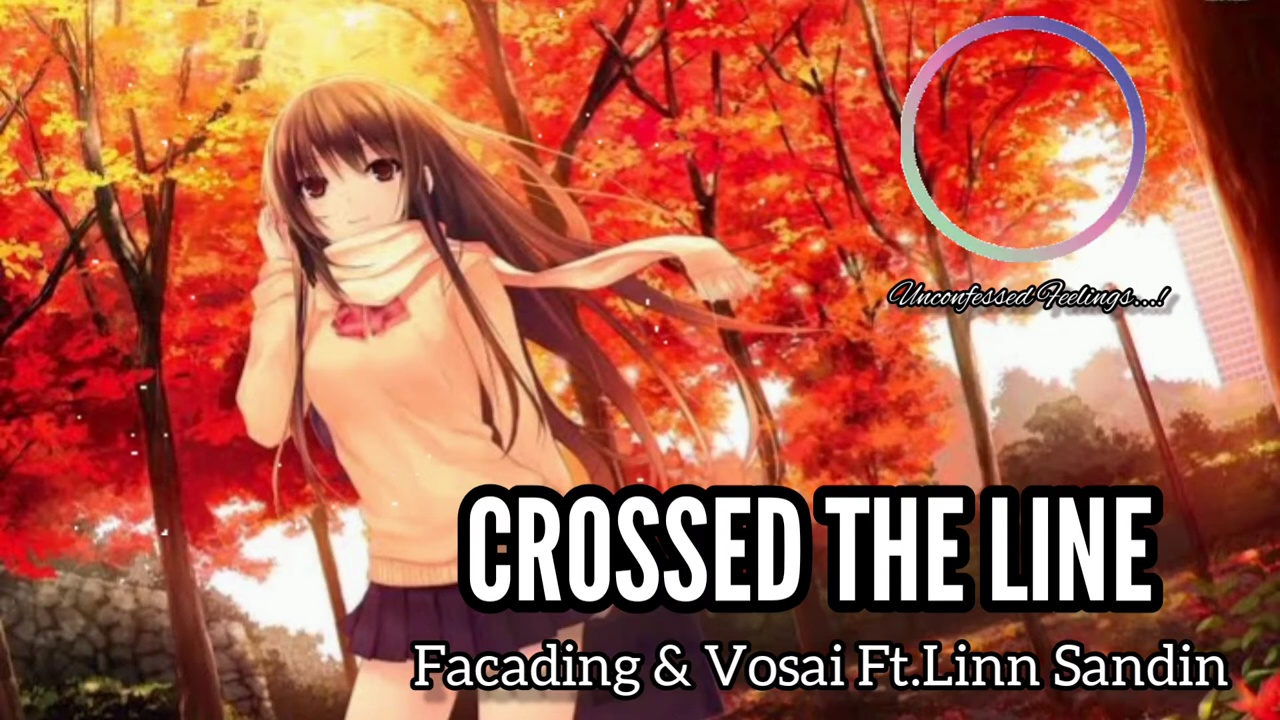 Unconfessed Feelings...!
CROSSED THE LINE
Facading & Vosai Ft.Linn Sandin